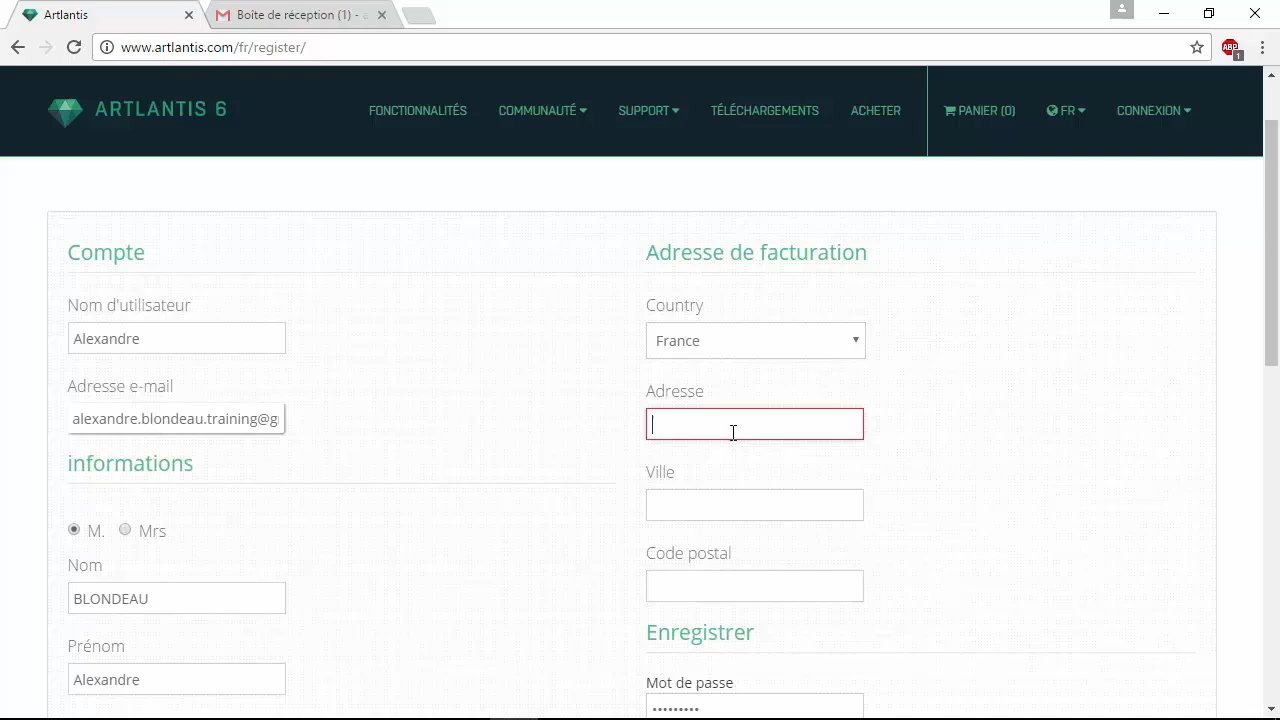 Artlantis
Boîte de réception (1) - a
www.artlantis.com/fr/register/
ABP
1
ARTLANTIS 6
FONCTIONNALITÉS
COMMUNAUTÉ
SUPPORT
TÉLÉCHARGEMENTS
ACHETER
PANIER (0)
FR
CONNEXION
Compte
Nom d'utilisateur
Alexandre
Adresse e-mail
alexandre.blondeau.training@g
informations
M.
Mrs
Nom
BLONDEAU
Prénom
Alexandre
Adresse de facturation
Country
France
Adresse
Ville
Code postal
Enregistrer
Mot de passe
•••••••••